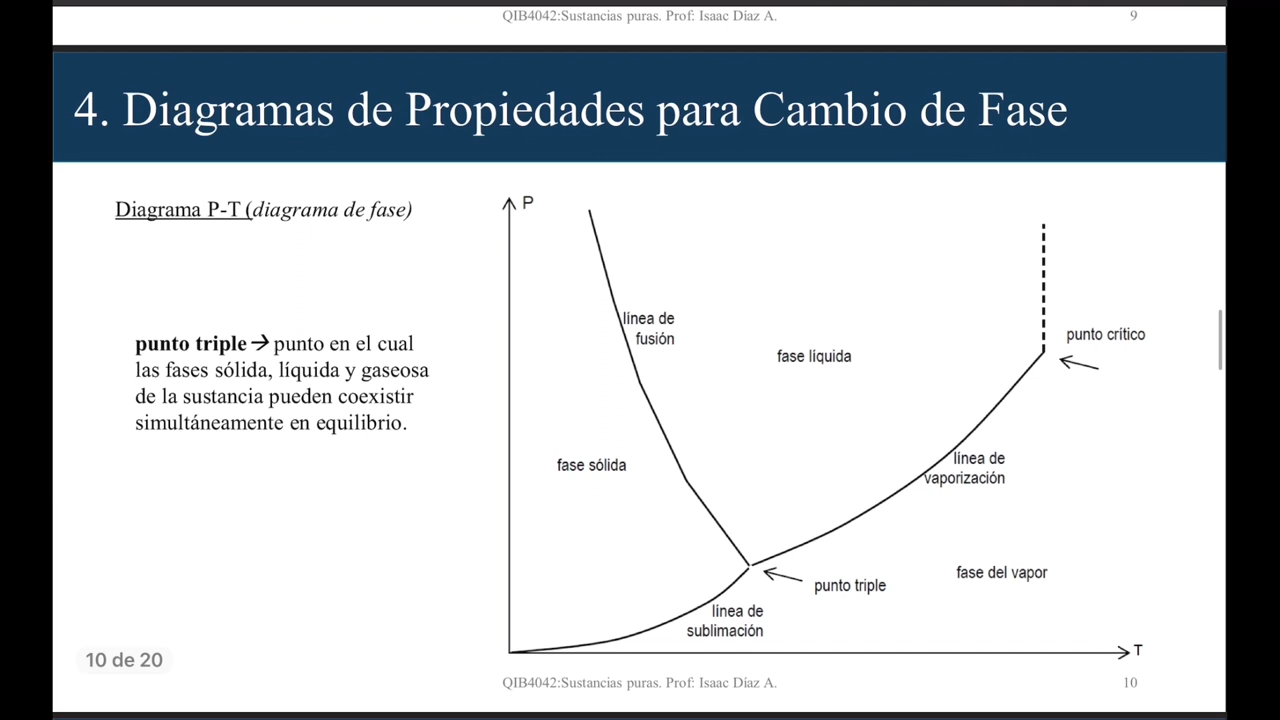 QIB4042:Sustancias puras. Prof: Isaac Díaz A.
9
4. Diagramas de Propiedades para Cambio de Fase
Diagrama P-T (diagrama de fase)
punto triple→ punto en el cual
las fases sólida, líquida y gaseosa
de la sustancia pueden coexistir
simultáneamente en equilibrio.
P
línea de
fusión
fase líquida
punto crítico
fase sólida
línea de
vaporización
fase del vapor
punto triple
línea de
sublimación
T
10 de 20
QIB4042:Sustancias puras. Prof: Isaac Díaz A.
10